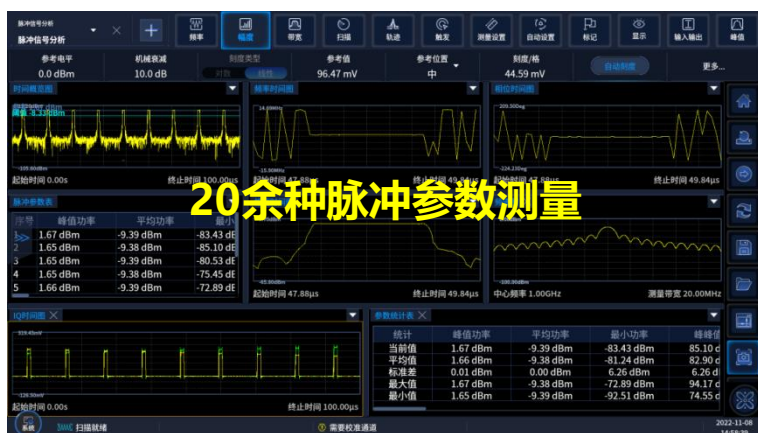 脉冲信号分析
脉冲信号分析
频率
幅度
带宽
扫描
轨迹
触发
测量设置
自动设置
标记
显示
输入输出
峰值
参考电平
0.0 dBm
机械衰减
10.0 dB
刻度类型
对数 线性
参考值
96.47 mV
参考位置
中
刻度/格
44.59 mV
自动刻度
更多...
时间概览图
频率时间图
相位时间图
阈值 -8.33dBm
起始时间 0.00s 终止时间 100.00μs
起始时间 47.88μs 终止时间 49.84μs
终止时间 49.84μs
20余种脉冲参数测量
脉冲参数表
序号 峰值功率 平均功率 最小
1 1.67 dBm -9.39 dBm -83.43 dE
2 1.65 dBm -9.38 dBm -85.10 dE
3 1.65 dBm -9.39 dBm -80.53 dE
4 1.65 dBm -9.38 dBm -75.45 dE
5 1.66 dBm -9.39 dBm -72.89 dE
起始时间 47.88μs 终止时间 49.84μs
中心频率 1.00GHz 测量带宽 20.00MHz
IQ时间图
起始时间 0.00s 终止时间 100.00μs
参数统计表
统计 峰值功率 平均功率 最小功率 峰峰值
当前值 1.67 dBm -9.39 dBm -83.43 dBm 85.10 d
平均值 1.66 dBm -9.38 dBm -81.24 dBm 82.90 d
标准差 0.01 dBm 0.00 dBm 6.26 dBm 6.26 d
最大值 1.67 dBm -9.38 dBm -72.89 dBm 94.17 d
最小值 1.65 dBm -9.39 dBm -92.51 dBm 74.55 d
系统
扫描就绪
需要校准通道
2022-11-08